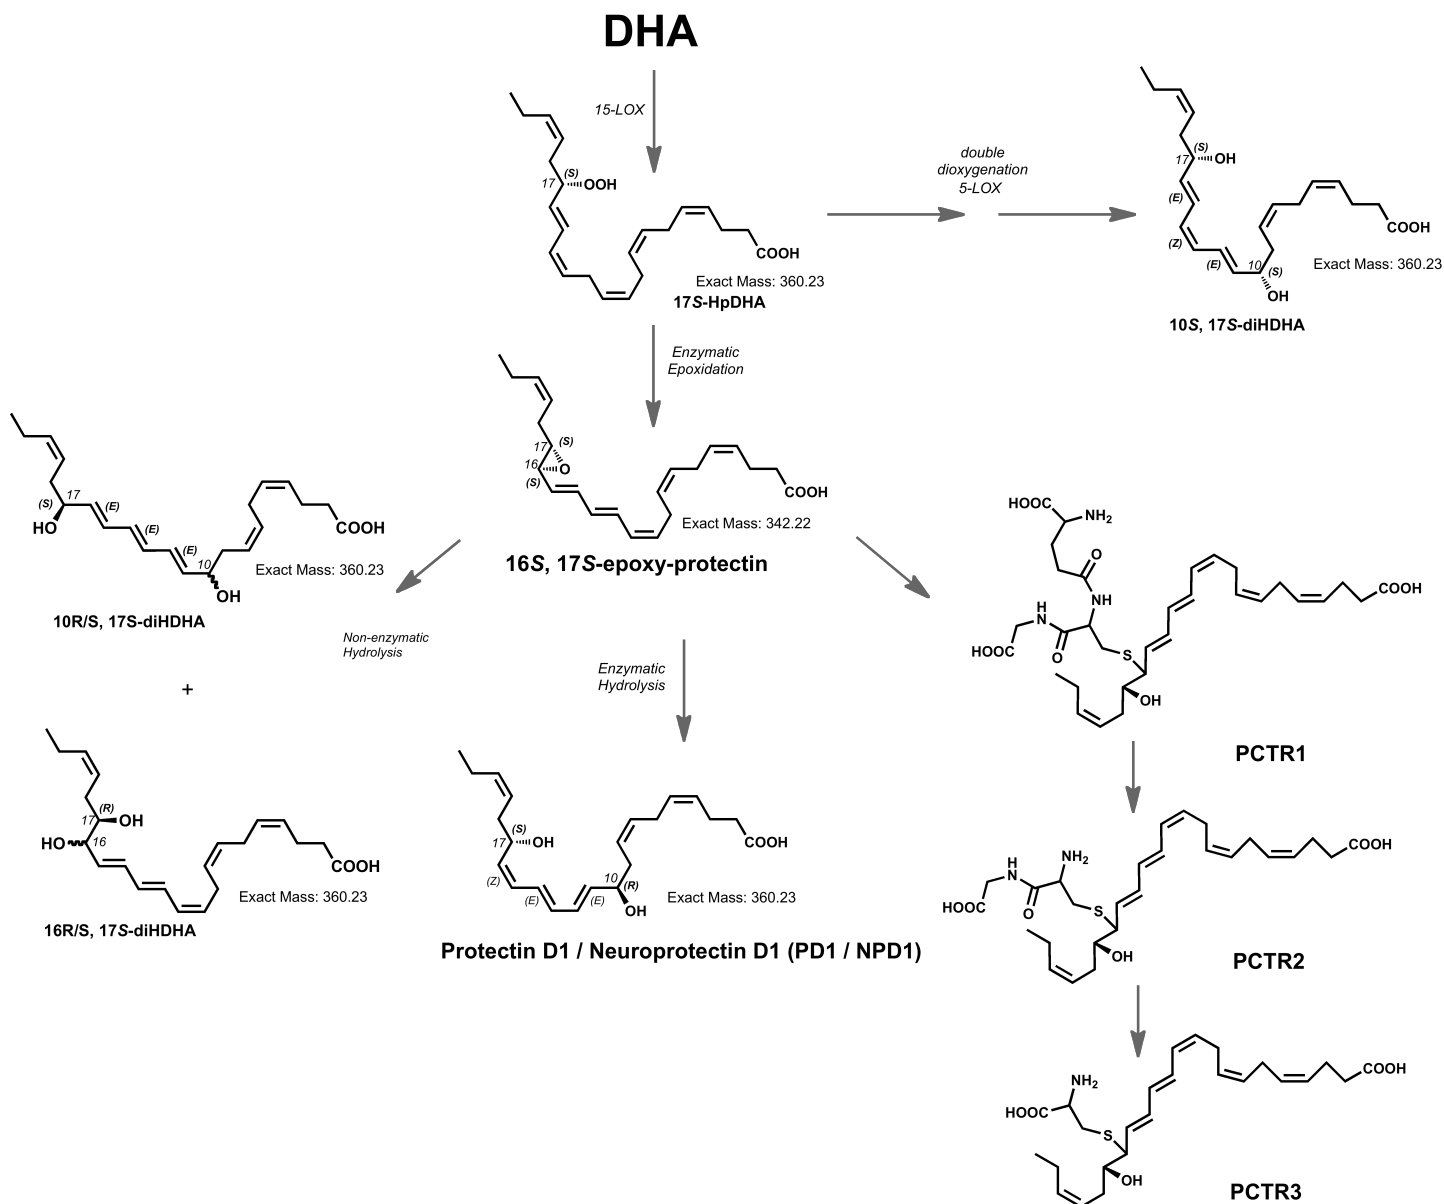 DHA
15-LOX
(S)
17
OOH
COOH
Exact Mass: 360.23
17S-HpDHA
double
dioxygenation
5-LOX
(S)
17
OH
(E)
(Z)
(E)
10
(S)
OH
COOH
Exact Mass: 360.23
10S, 17S-diHDHA
Enzymatic
Epoxidation
17
(S)
16
O
(S)
COOH
Exact Mass: 342.22
16S, 17S-epoxy-protectin
(S)
17
HO
(E)
(E)
(E)
10
OH
COOH
Exact Mass: 360.23
10R/S, 17S-diHDHA
Non-enzymatic
Hydrolysis
+
(R)
17
OH
HO
16
COOH
Exact Mass: 360.23
16R/S, 17S-diHDHA
Enzymatic
Hydrolysis
(S)
17
OH
(Z)
(E)
(E)
10
(R)
OH
COOH
Exact Mass: 360.23
Protectin D1 / Neuroprotectin D1 (PD1 / NPD1)
HOOC
NH2
O
NH
H
N
HOOC
O
S
OH
COOH
PCTR1
H
N
NH2
HOOC
O
S
OH
COOH
PCTR2
NH2
HOOC
S
OH
COOH
PCTR3